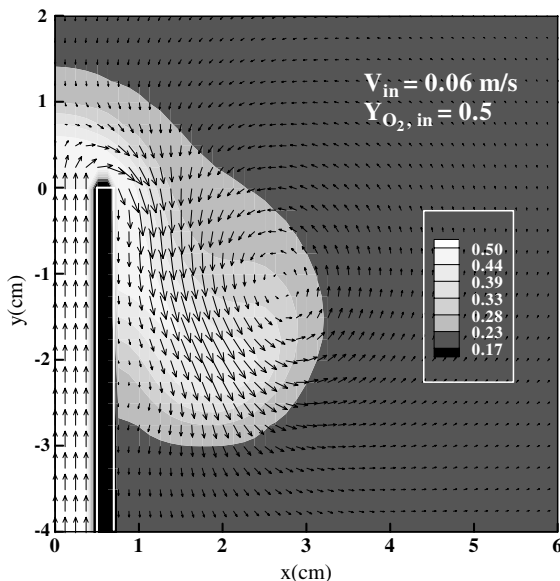 2
V_in = 0.06 m/s
1
Y_O2, in = 0.5
0
0.50
0.44
-1
0.39
y(cm)
0.33
0.28
0.23
-2
0.17
-3
-4
0 1 2 3 4 5 6
x(cm)